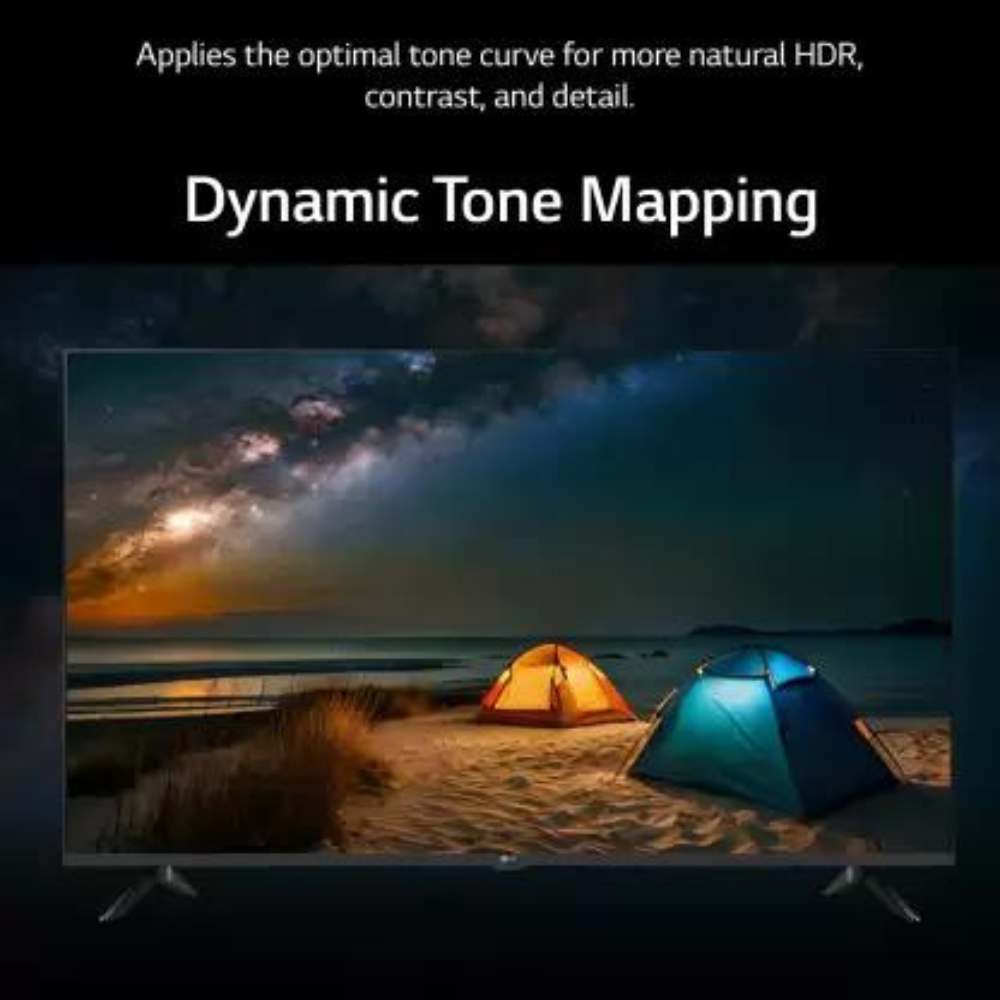 Applies the optimal tone curve for more natural HDR,
contrast, and detail.
Dynamic Tone Mapping